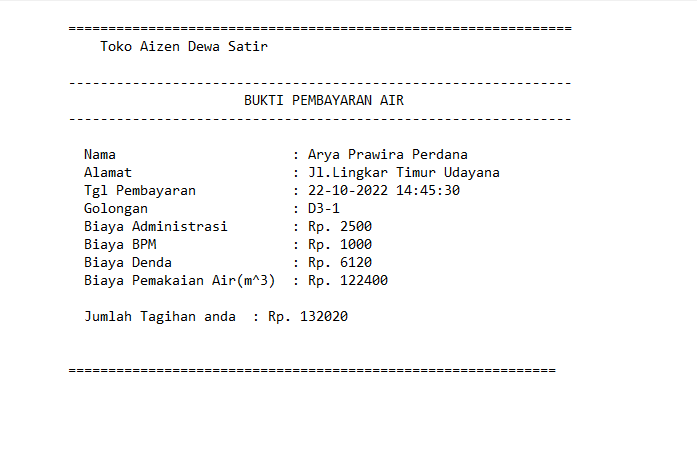 ===============================================================
Toko Aizen Dewa Satir
---------------------------------------------------------------
BUKTI PEMBAYARAN AIR
---------------------------------------------------------------
Nama : Arya Prawira Perdana
Alamat : Jl.Lingkar Timur Udayana
Tgl Pembayaran : 22-10-2022 14:45:30
Golongan : D3-1
Biaya Administrasi : Rp. 2500
Biaya BPM : Rp. 1000
Biaya Denda : Rp. 6120
Biaya Pemakaian Air(m^3) : Rp. 122400
Jumlah Tagihan anda : Rp. 132020
=============================================================